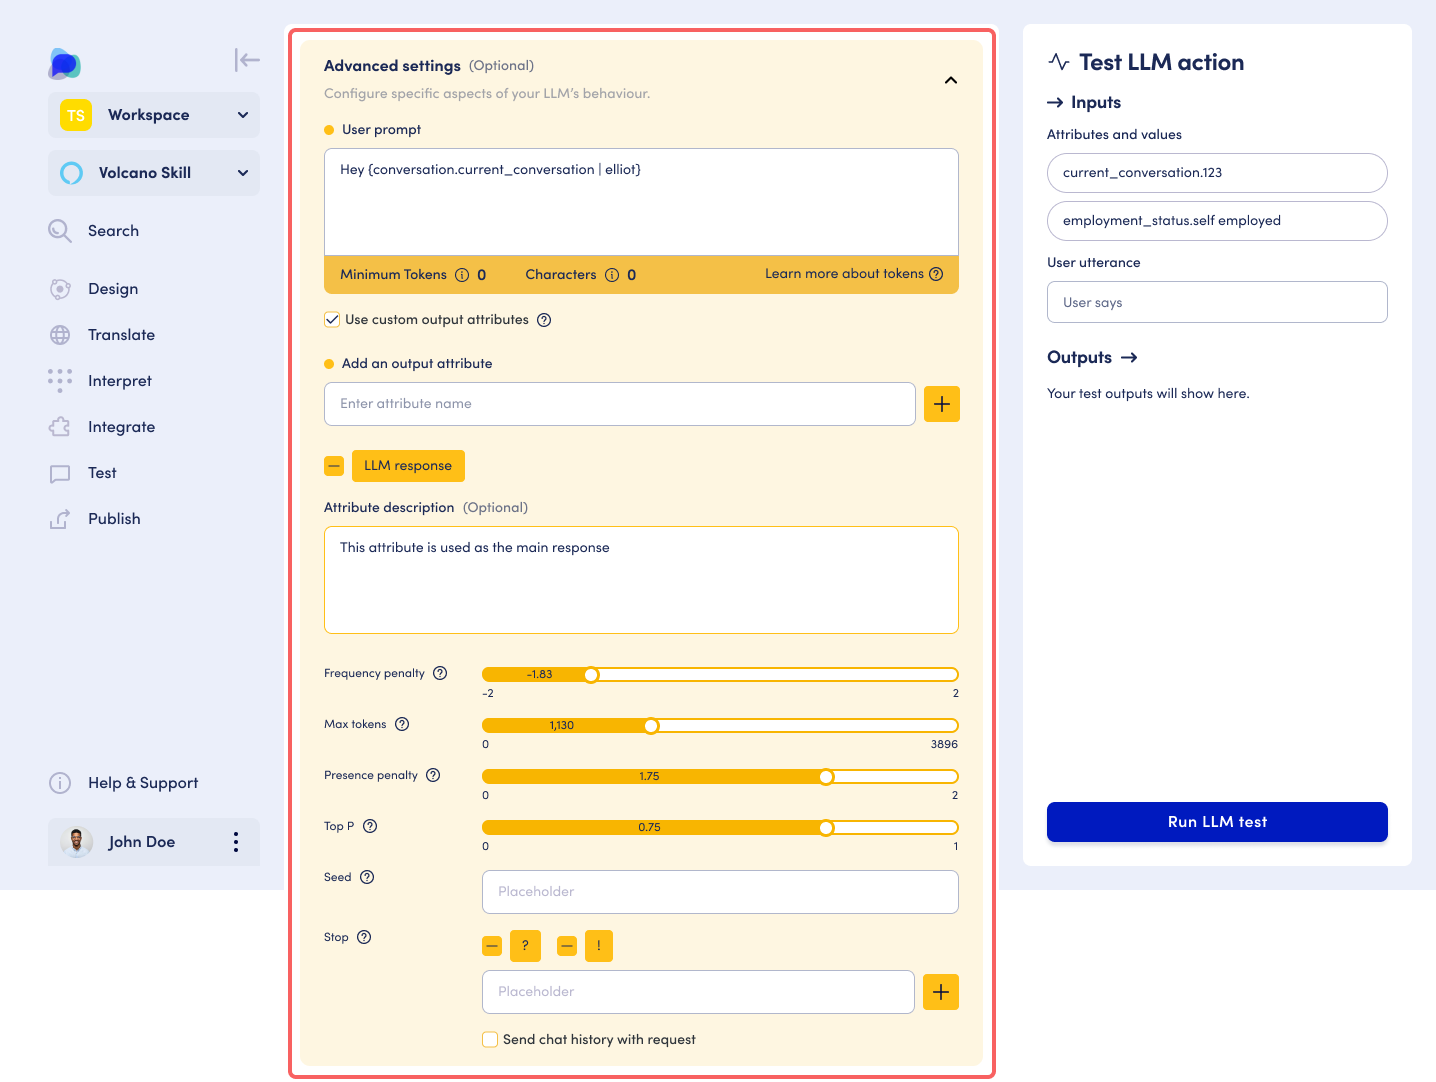 TS
Workspace
Volcano Skill
Search
Design
Translate
Interpret
Integrate
Test
Publish
Help & Support
John Doe
Advanced settings (Optional)
Configure specific aspects of your LLM's behaviour.
User prompt
Hey {conversation.current_conversation | elliot}
Minimum Tokens 0 Characters 0 Learn more about tokens
Use custom output attributes
Add an output attribute
Enter attribute name
LLM response
Attribute description (Optional)
This attribute is used as the main response
Frequency penalty
-1.83
-2 2
Max tokens
1,130
0 3896
Presence penalty
1.75
0 2
Top P
0.75
0 1
Seed
Placeholder
Stop
? !
Placeholder
Send chat history with request
Test LLM action
Inputs
Attributes and values
current_conversation.123
employment_status.self employed
User utterance
User says
Outputs
Your test outputs will show here.
Run LLM test